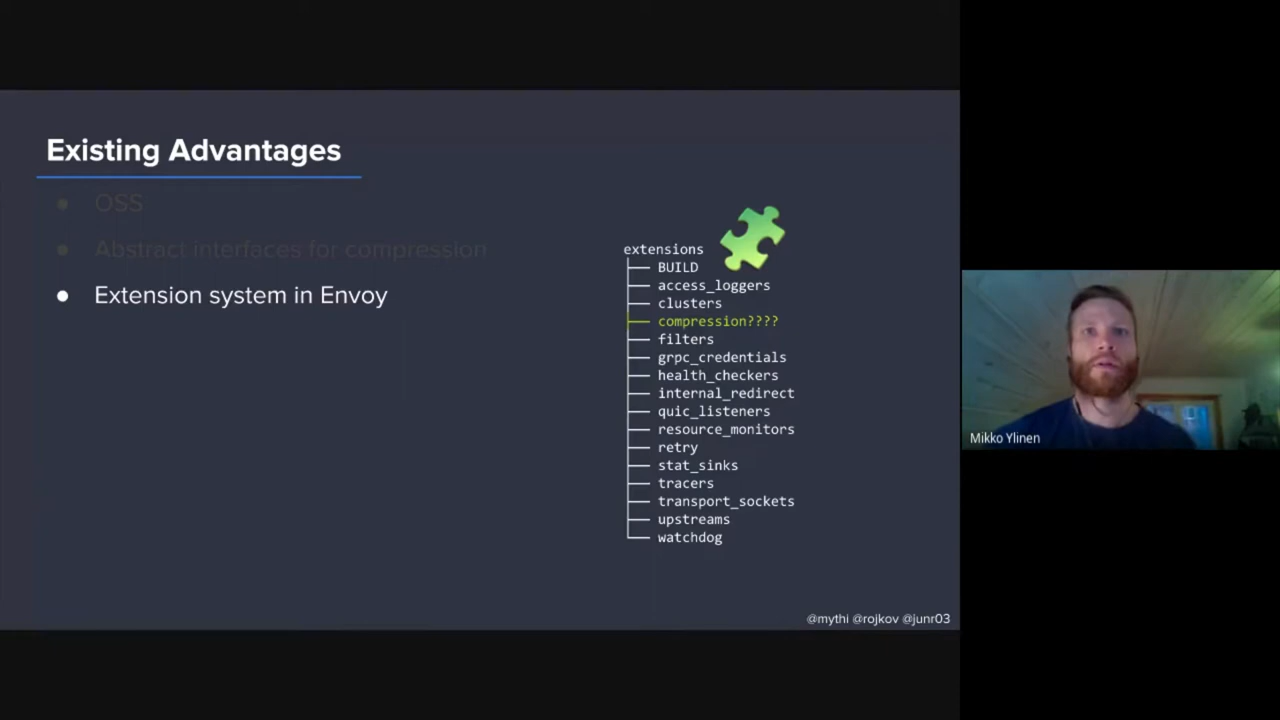 Existing Advantages
OSS
Abstract interfaces for compression
Extension system in Envoy
extensions
BUILD
access_loggers
clusters
compression????
filters
grpc_credentials
health_checkers
internal_redirect
quic_listeners
resource_monitors
retry
stat_sinks
tracers
transport_sockets
upstreams
watchdog
@mythi @rojkov @junr03
Mikko Ylinen